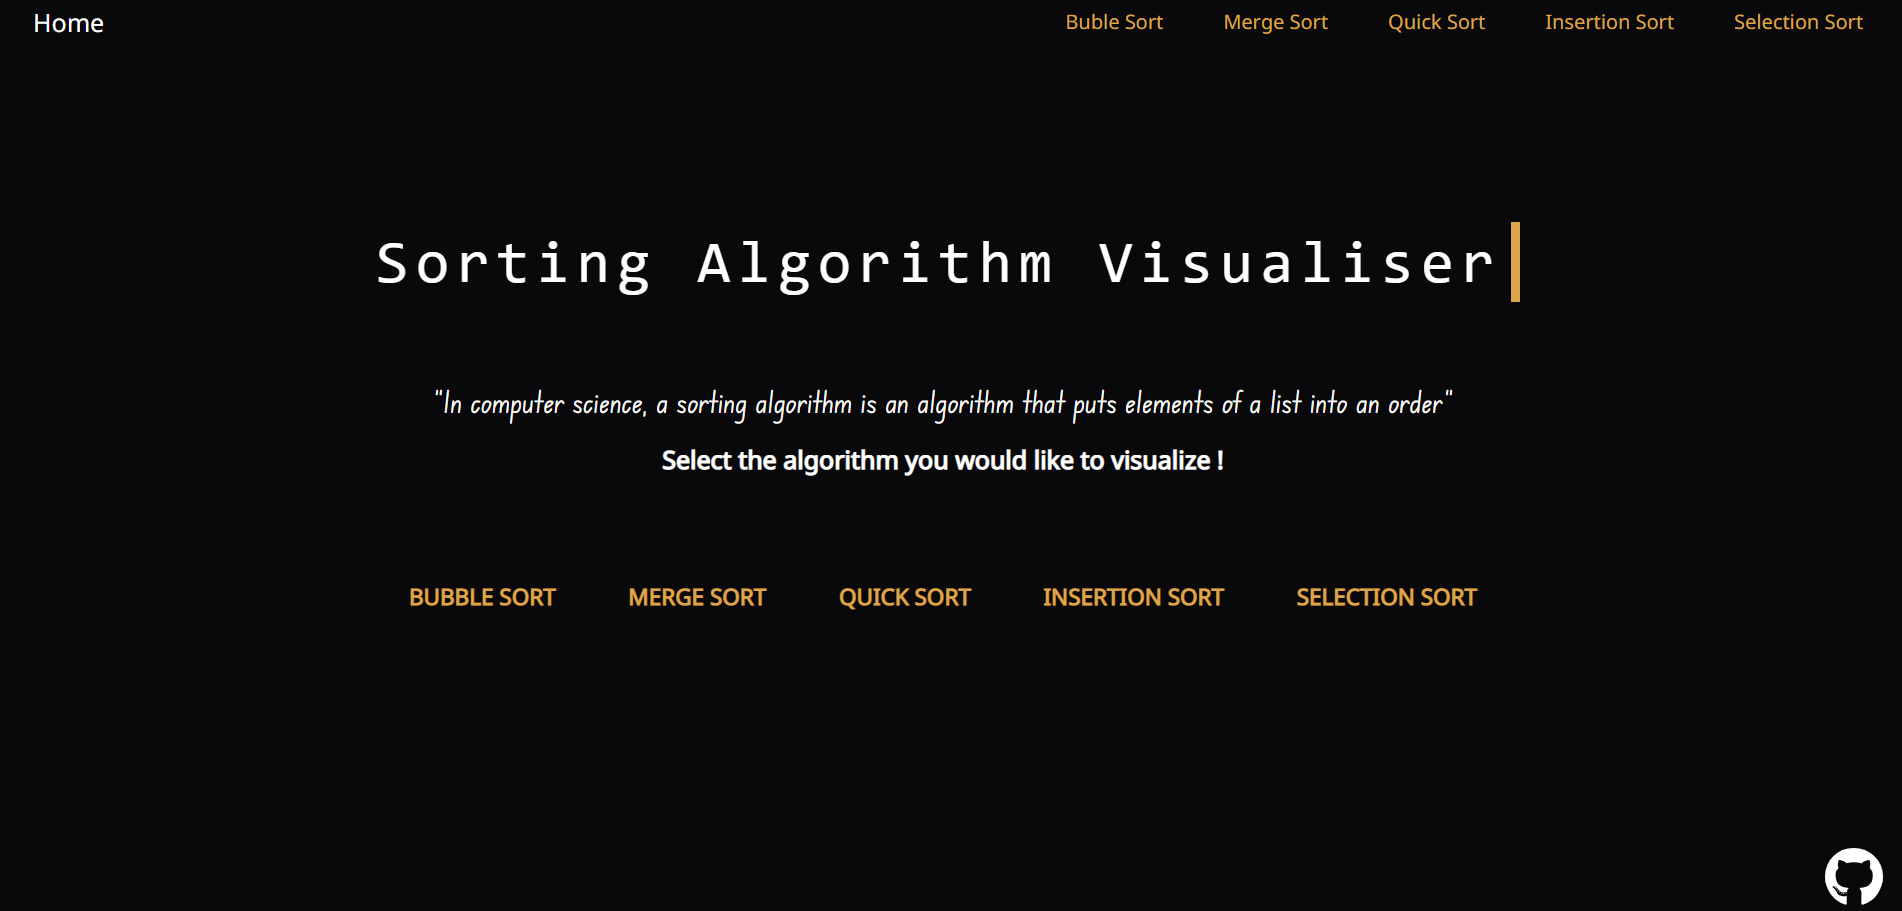 Home Buble Sort Merge Sort Quick Sort Insertion Sort Selection Sort
Sorting Algorithm Visualiser
"In computer science, a sorting algorithm is an algorithm that puts elements of a list into an order"
Select the algorithm you would like to visualize !
BUBBLE SORT MERGE SORT QUICK SORT INSERTION SORT SELECTION SORT